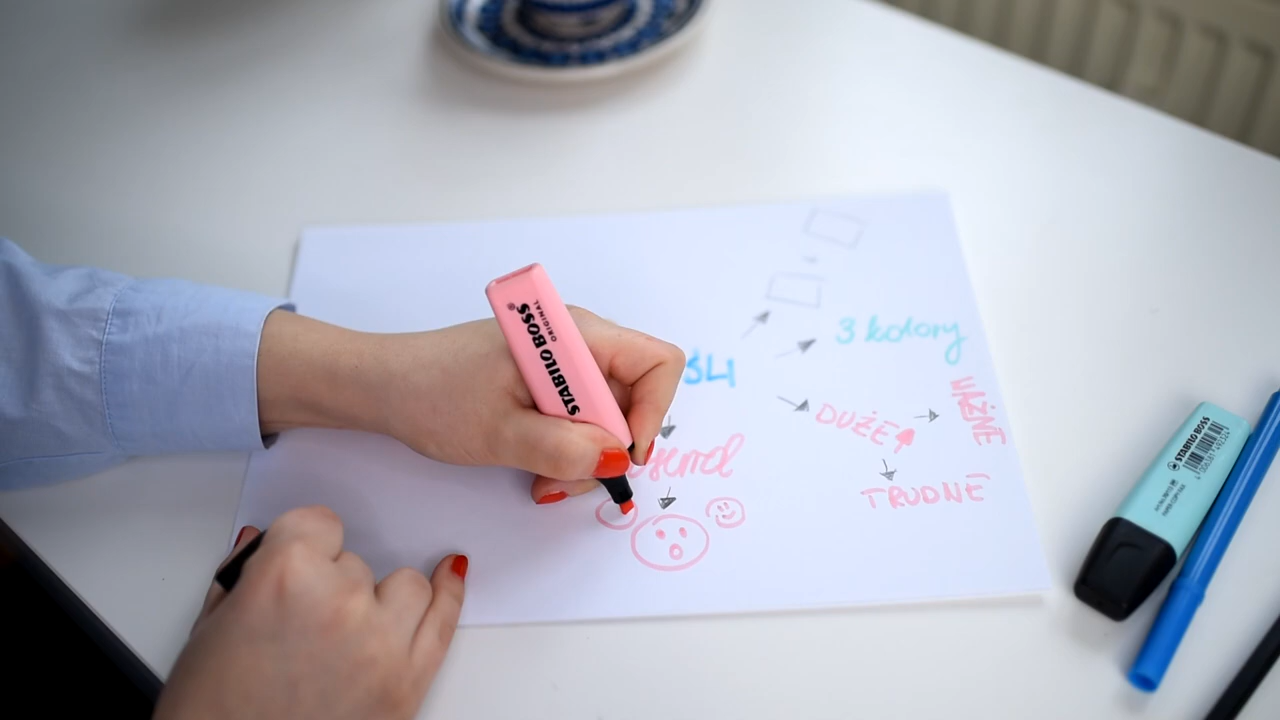 STABILO BOSS
ORIGINAL
3 kolory
ŚLI
DUŻE
WAŻNE
TRUDNE
STABILO BOSS